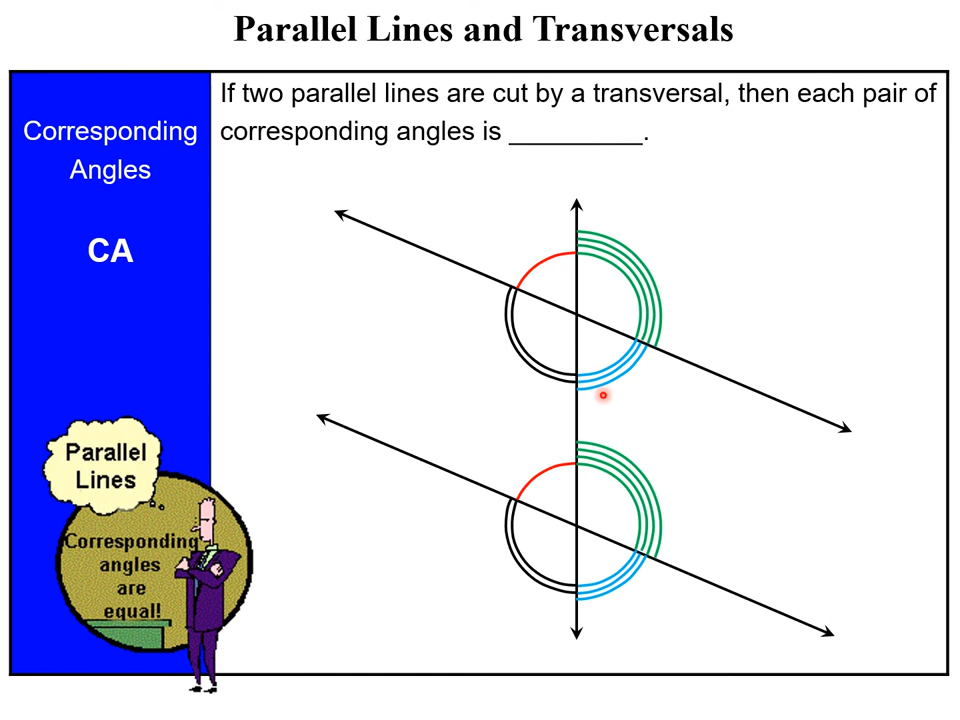 Parallel Lines and Transversals
Corresponding
Angles
CA
If two parallel lines are cut by a transversal, then each pair of
corresponding angles is _________.
Parallel
Lines
Corresponding
angles
are
equal!